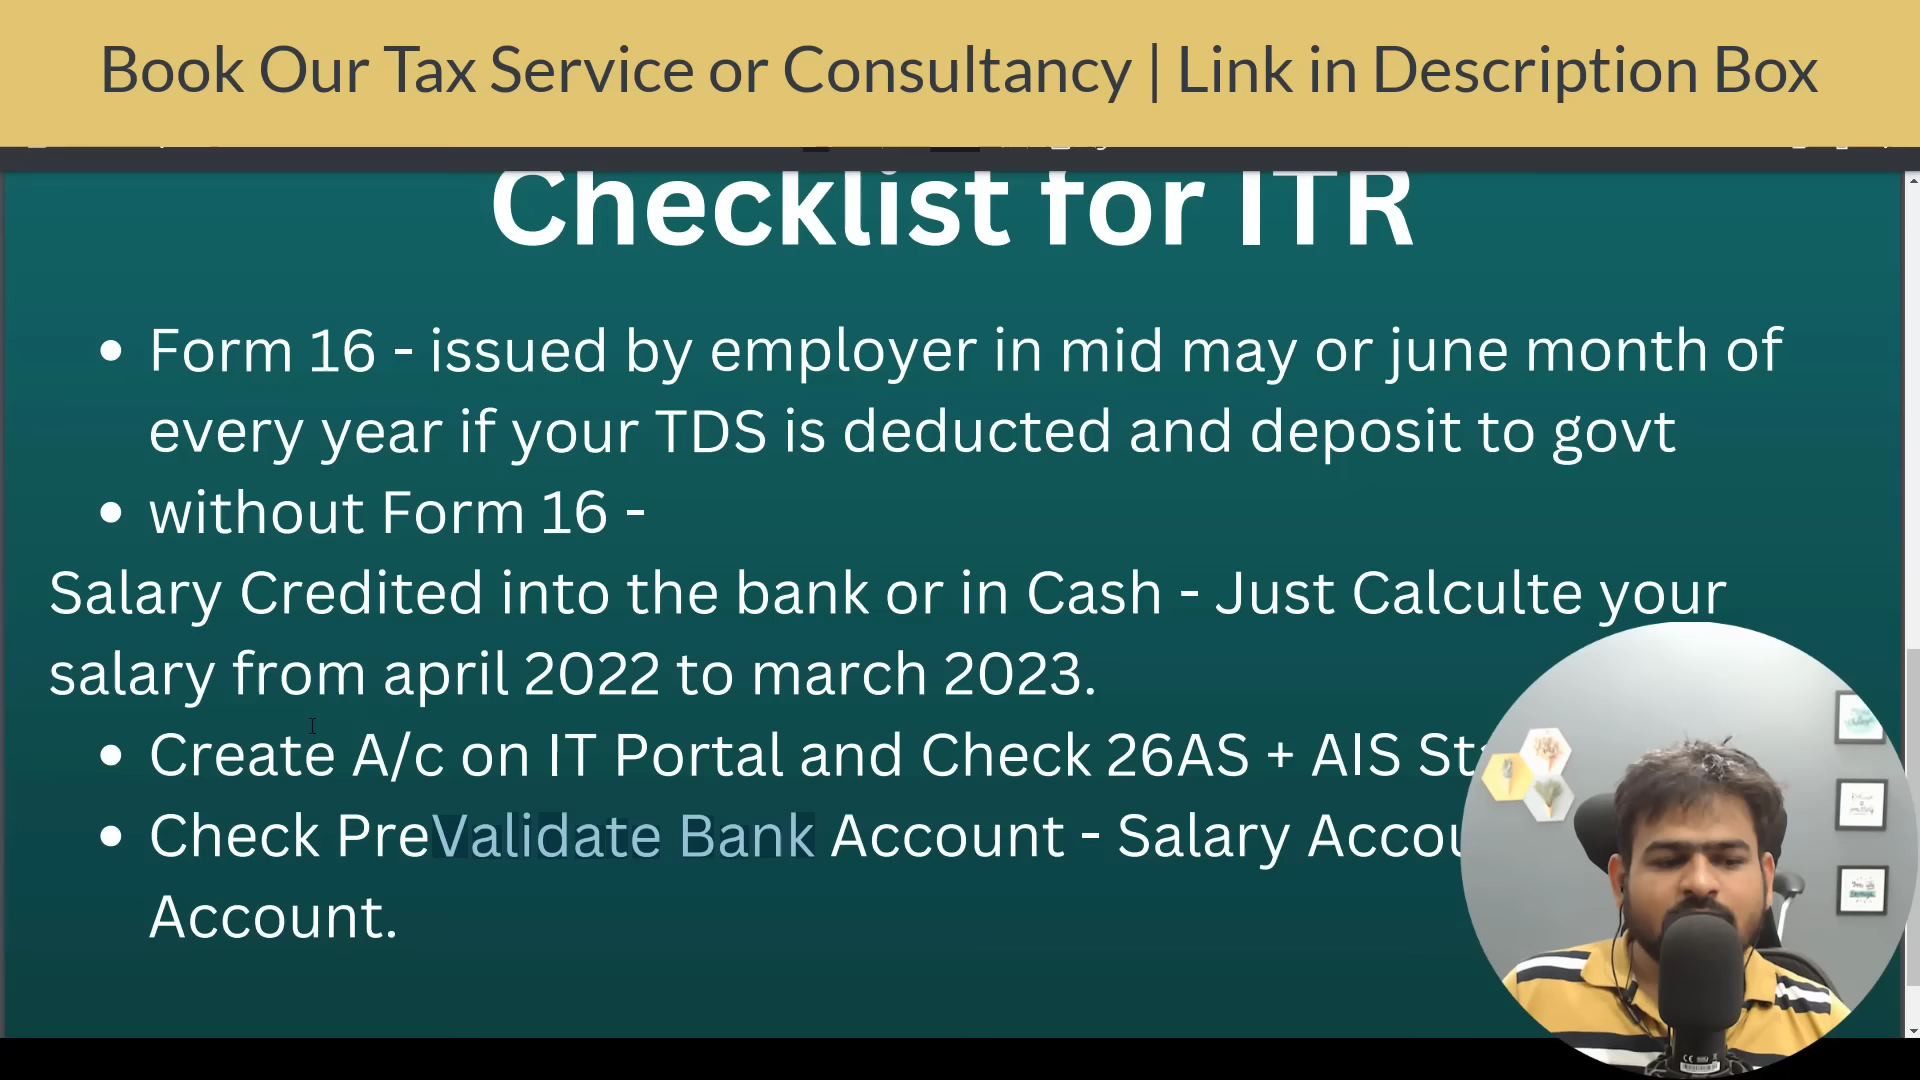 Book Our Tax Service or Consultancy | Link in Description Box
Checklist for ITR
• Form 16 - issued by employer in mid may or june month of
every year if your TDS is deducted and deposit to govt
• without Form 16 -
Salary Credited into the bank or in Cash - Just Calculte your
salary from april 2022 to march 2023.
• Create A/c on IT Portal and Check 26AS + AIS
• Check PreValidate Bank Account - Salary
Account.